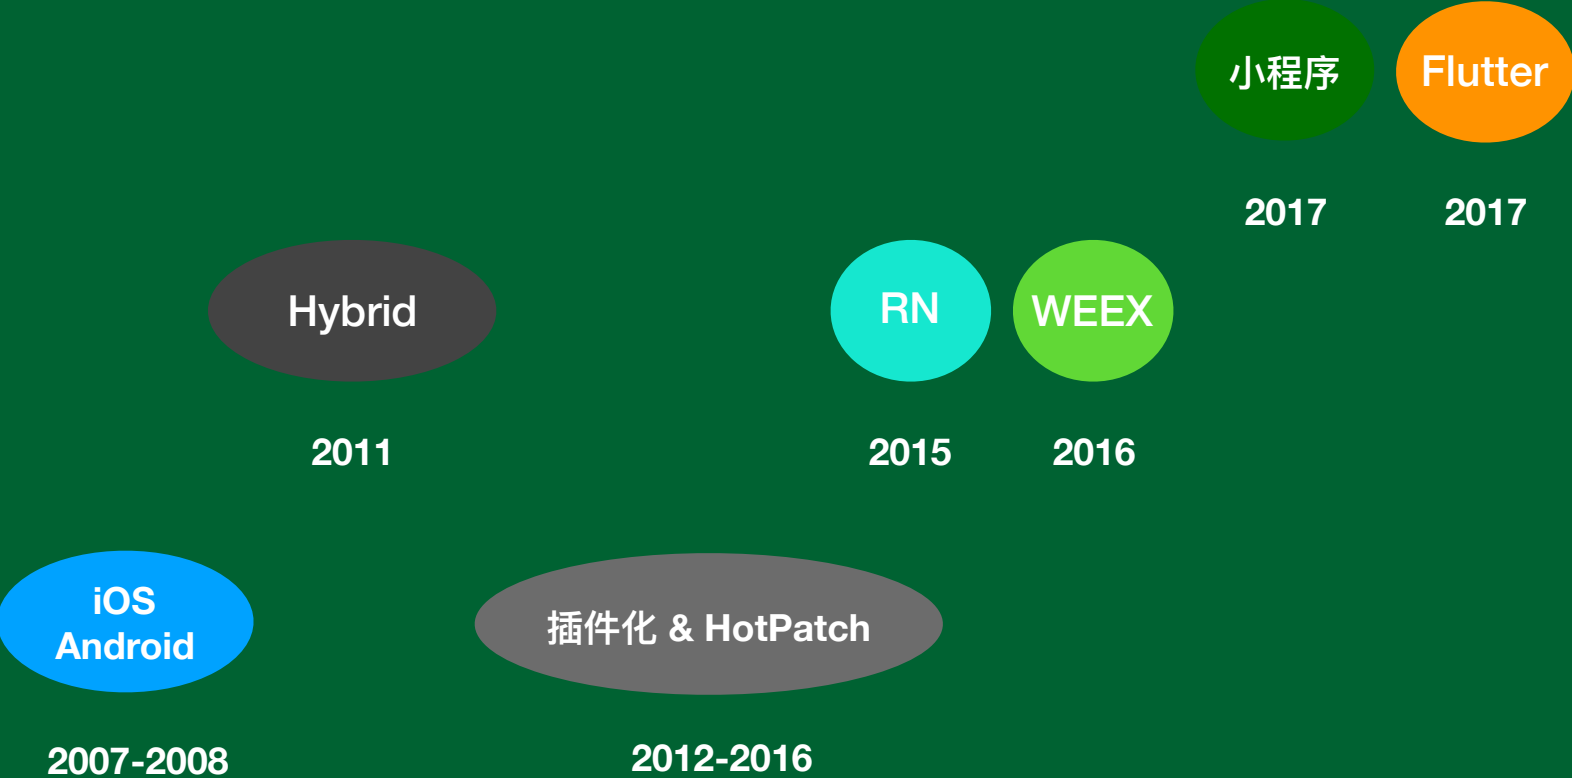 小程序
Flutter
2017
2017
Hybrid
RN
WEEX
2011
2015
2016
iOS
Android
插件化 & HotPatch
2007-2008
2012-2016